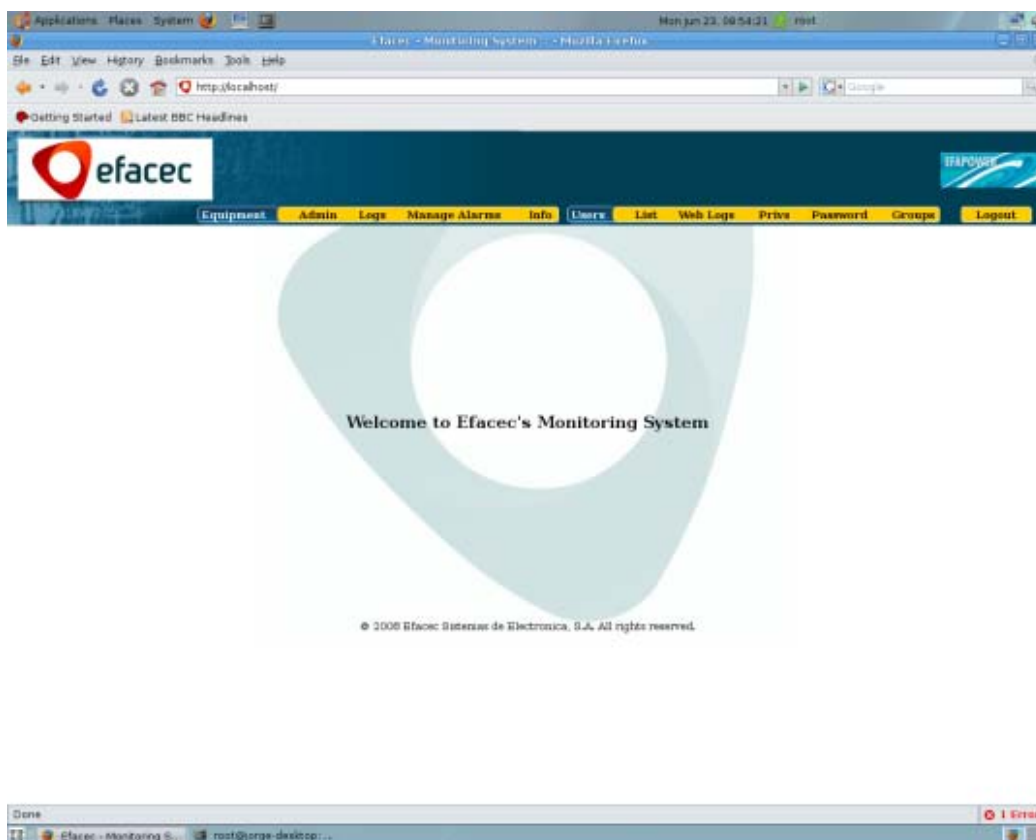 Applications Places System Mon Jun 23, 08:54:21 root
Efacec - Monitoring System - Mozilla Firefox
File Edit View History Bookmarks Tools Help
http://localhost/ Google
Getting Started Latest BBC Headlines
efacec
EFAPOWER
Equipment Admin Logs Manage Alarms Info Users List Web Logs Privs Password Groups Logout
Welcome to Efacec's Monitoring System
© 2008 Efacec Sistemas de Electronica, S.A. All rights reserved.
Done 1 Error
Efacec - Monitoring S... root@jorge-desktop:...